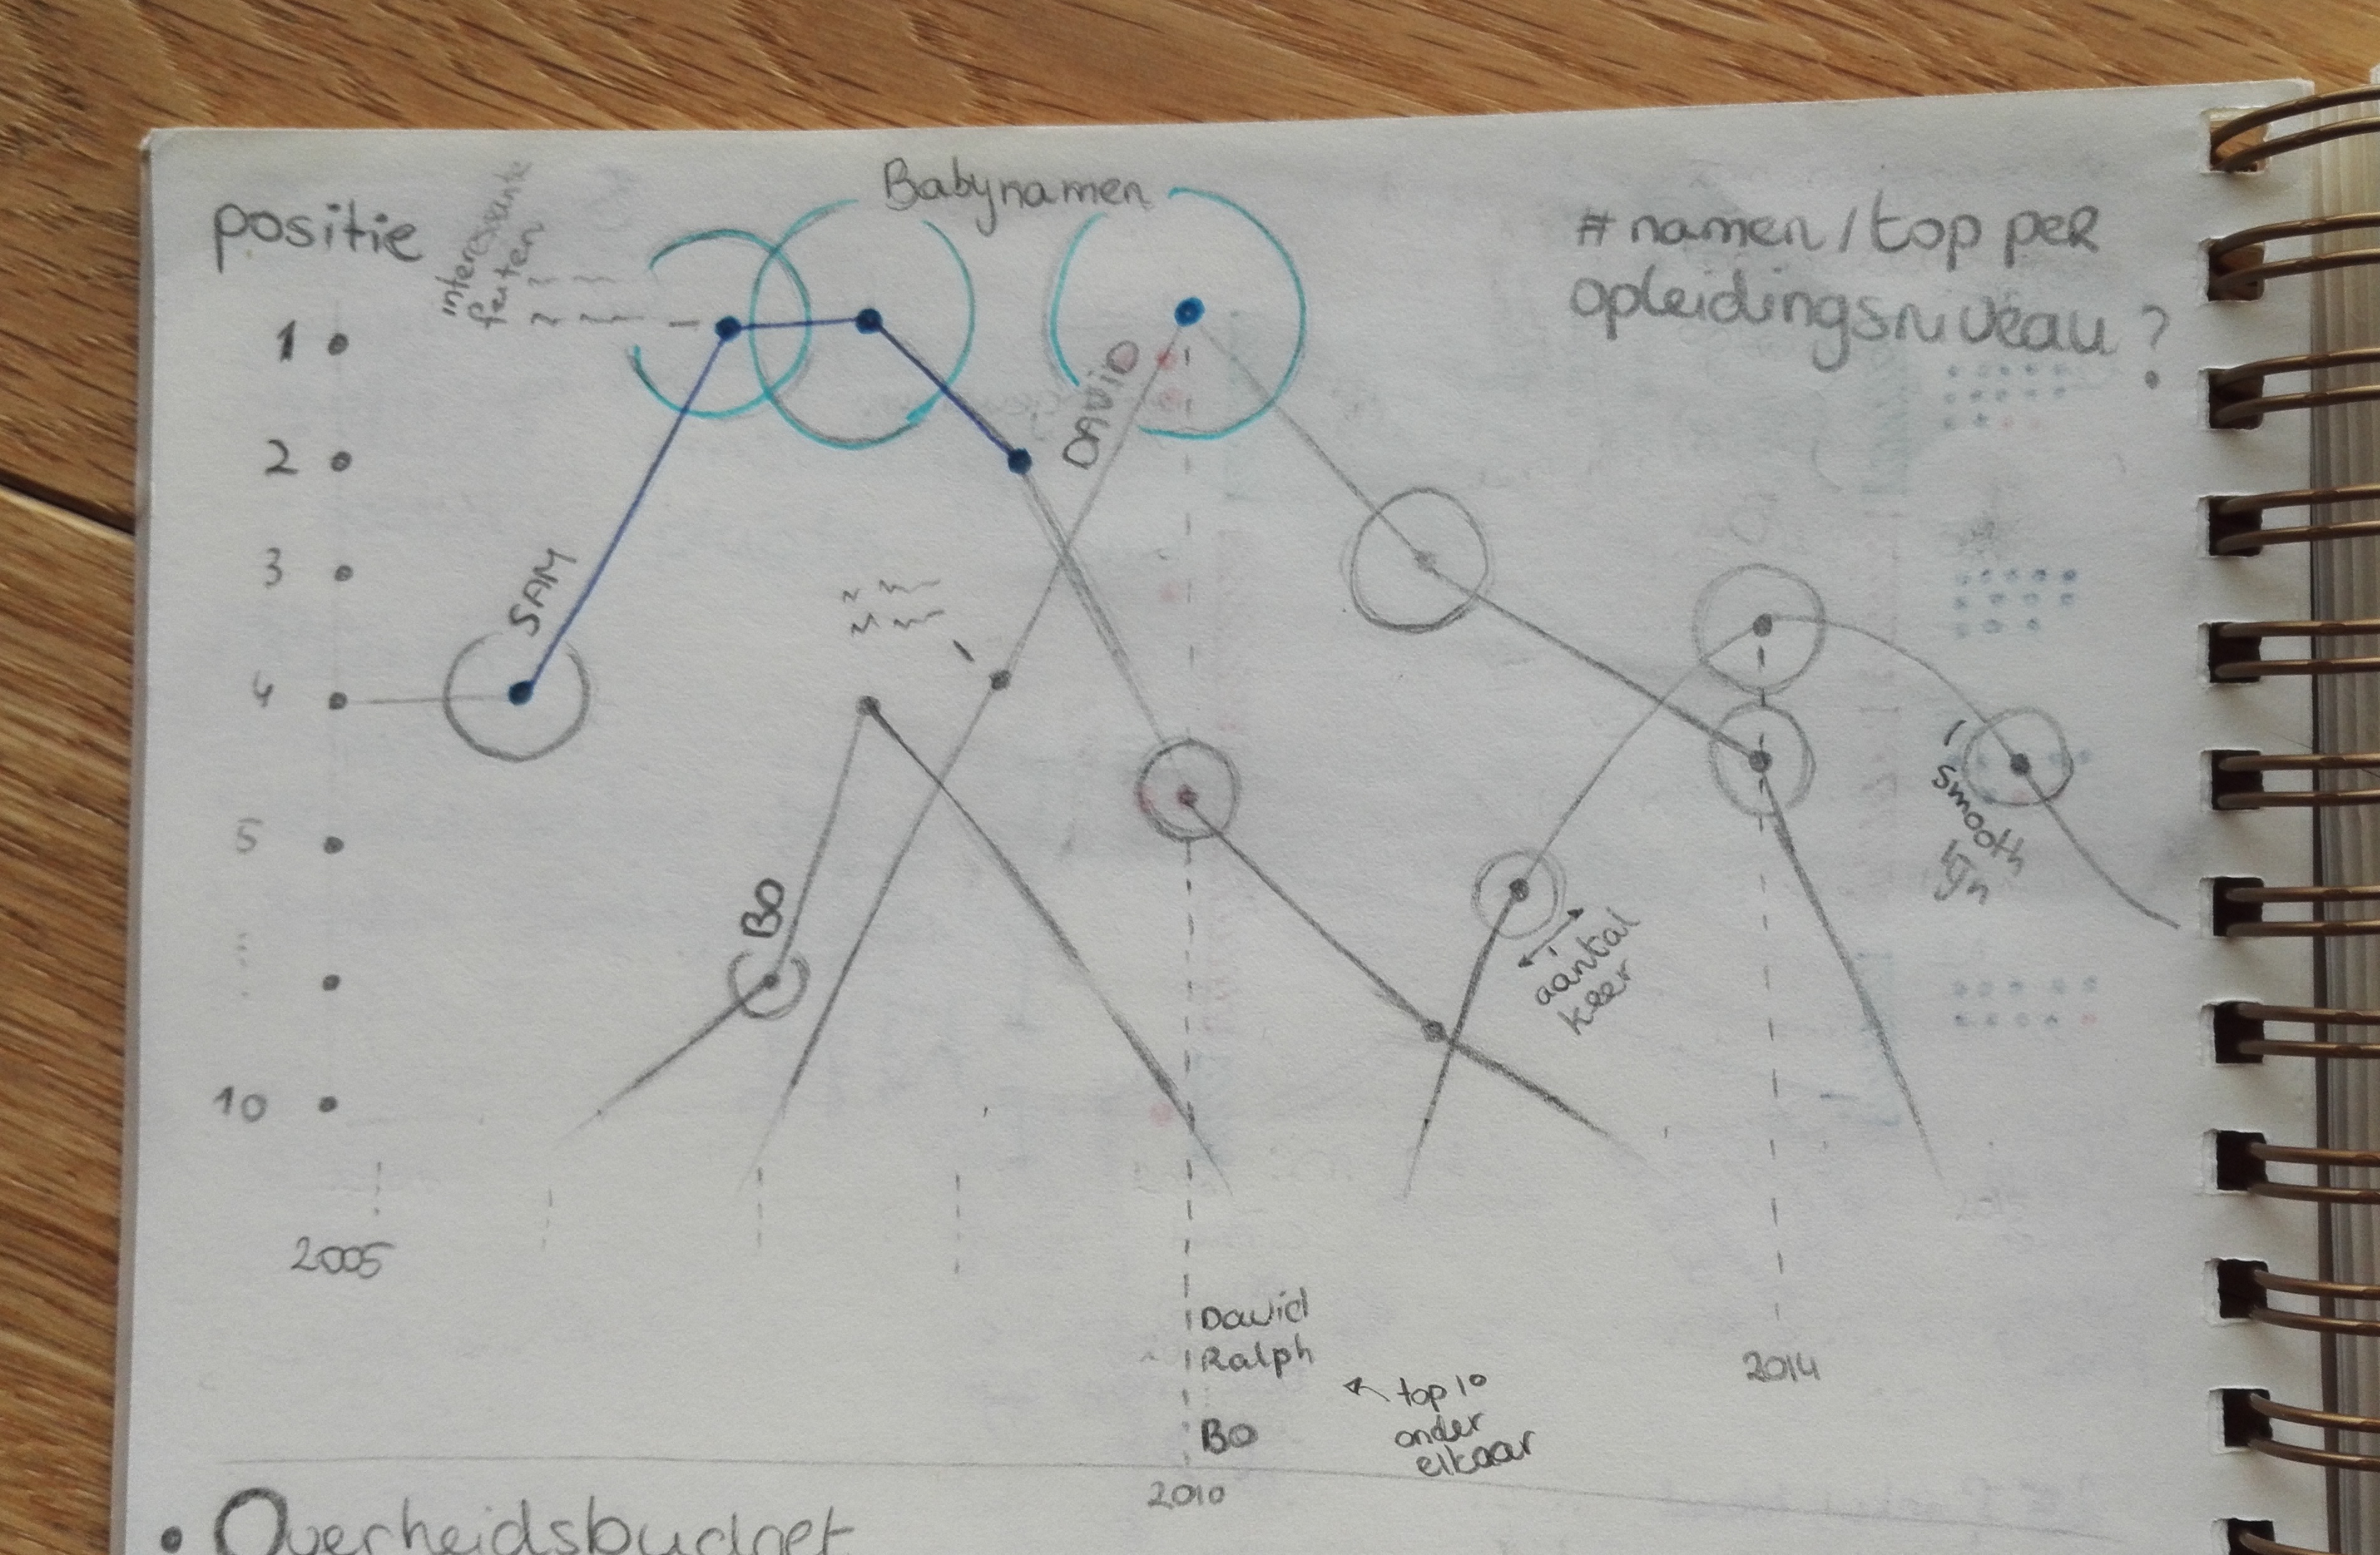 Babynamen
positie
interessante
feiten
# namen / top per
opleidingsniveau ?
1
2
3
4
5
10
SAM
DAVID
BO
aantal
keer
smooth
lijn
2005
David
Ralph
BO
top 10
onder
elkaar
2010
2014
• Overheidsbudget